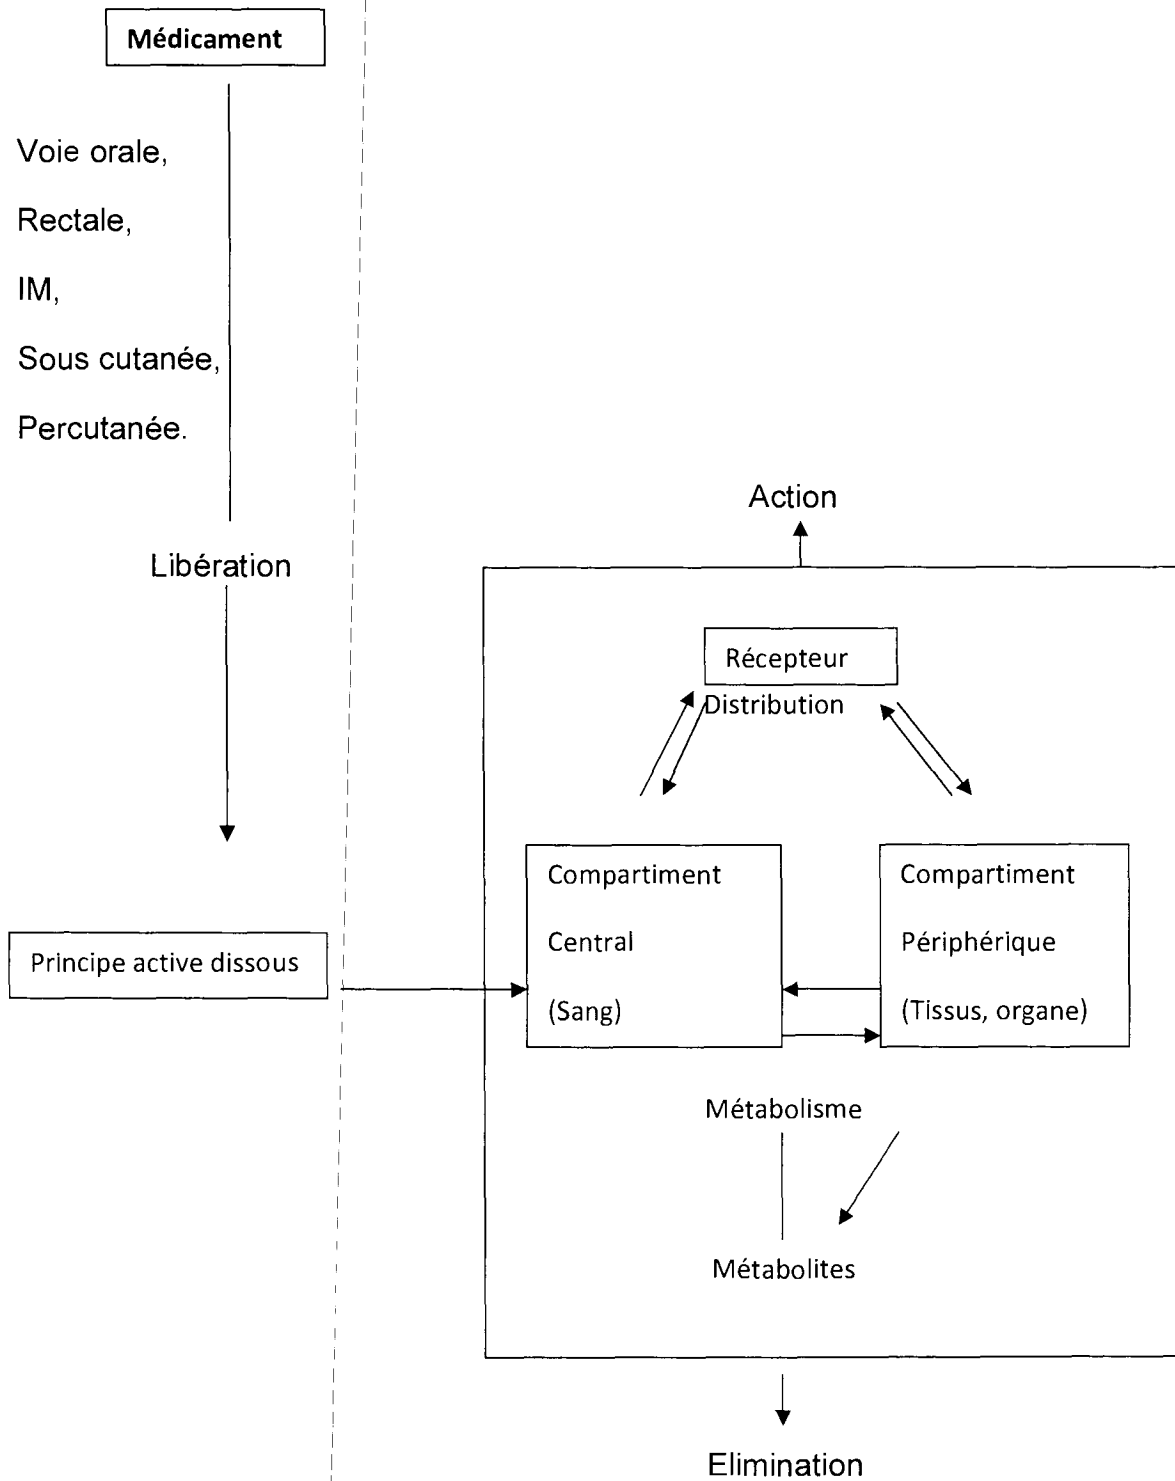 Médicament
Voie orale,
Rectale,
IM,
Sous cutanée,
Percutanée.
Libération
Principe active dissous
Action
Récepteur
Distribution
Compartiment
Central
(Sang)
Compartiment
Périphérique
(Tissus, organe)
Métabolisme
Métabolites
Elimination